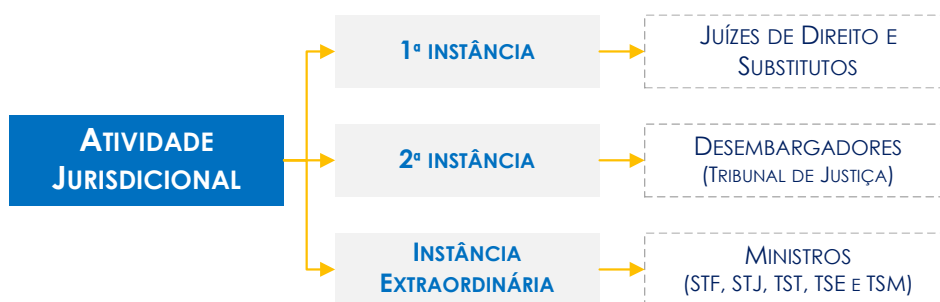 ATIVIDADE
JURISDICIONAL
1ª INSTÂNCIA
JUÍZES DE DIREITO E
SUBSTITUTOS
2ª INSTÂNCIA
DESEMBARGADORES
(TRIBUNAL DE JUSTIÇA)
INSTÂNCIA
EXTRAORDINÁRIA
MINISTROS
(STF, STJ, TST, TSE E TSM)